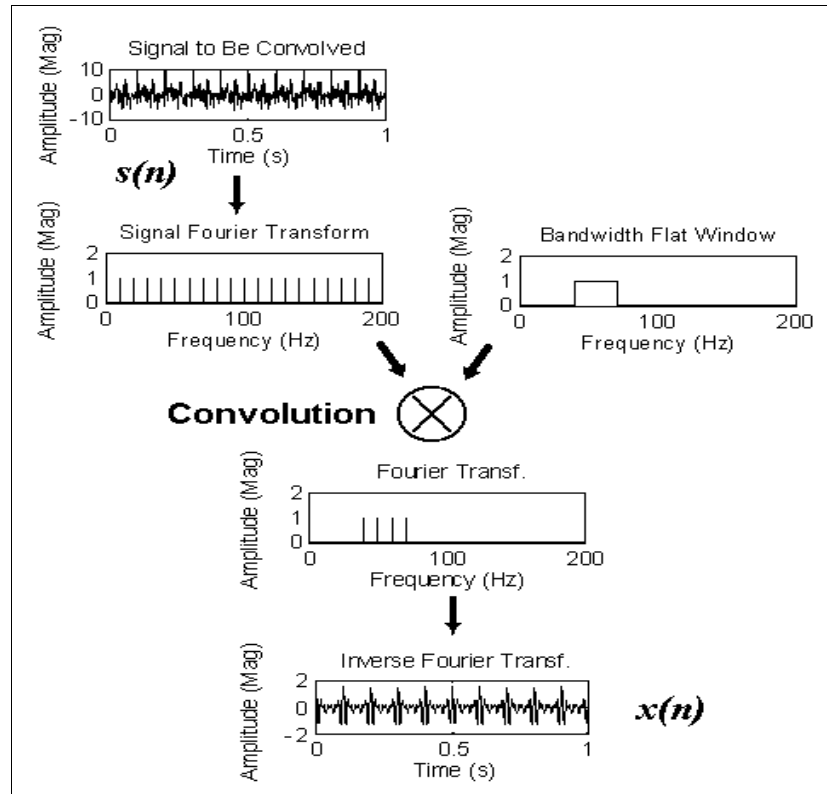 Signal to Be Convolved
Amplitude (Mag)
10
0
-10
0 0.5 1
Time (s)
s(n)
Signal Fourier Transform
Amplitude (Mag)
2
1
0
0 100 200
Frequency (Hz)
Bandwidth Flat Window
Amplitude (Mag)
2
1
0
0 100 200
Frequency (Hz)
Convolution
Fourier Transf.
Amplitude (Mag)
2
1
0
0 100 200
Frequency (Hz)
Inverse Fourier Transf.
Amplitude (Mag)
2
0
-2
0 0.5 1
Time (s)
x(n)